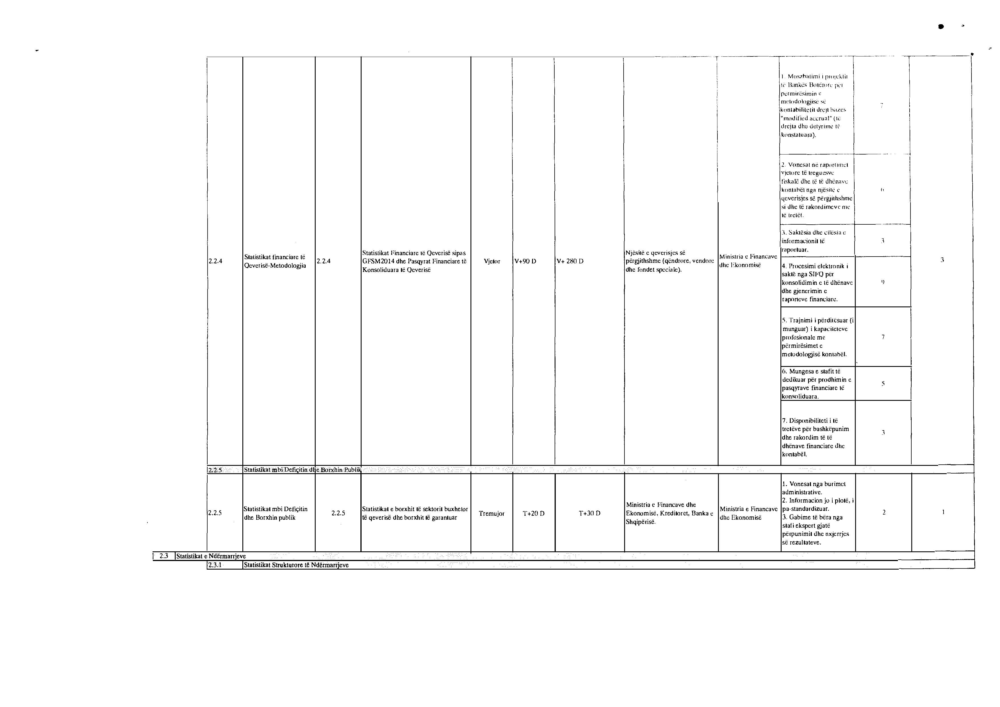 1. Moszbatimi i projektit
të Bankës Botërore për
përmirësimin e
metodologjisë së
kontabilitetit drejt bazës
"modified accrual" (të
drejta dhe detyrime të
konstatuara).
7
2. Vonesat në raportimet
vjetore të treguesve
fiskalë dhe të të dhënave
kontabël nga njësitë e
qeverisjes së përgjithshme
si dhe të rakordimeve me
të tretët.
6
3. Saktësia dhe cilësia e
informacionit të
raportuar.
3
2.2.4
Statistikat financiare të
Qeverisë-Metodologjia
2.2.4
Statistikat Financiare të Qeverisë sipas
GFSM2014 dhe Pasqyrat Financiare të
Konsoliduara të Qeverisë
Vjetor
V+90 D
V+ 280 D
Njësitë e qeverisjes së
përgjithshme (qëndrore, vendore
dhe fondet speciale).
Ministria e Financave
dhe Ekonomisë
3
4. Procesimi elektronik i
saktë nga SIFQ për
konsolidimin e të dhënave
dhe gjenerimin e
raporteve financiare.
9
5. Trajnimi i përditësuar (i
munguar) i kapaciteteve
profesionale me
përmirësimet e
metodologjisë kontabël.
7
6. Mungesa e stafit të
dedikuar për prodhimin e
pasqyrave financiare të
konsoliduara.
5
7. Disponibiliteti i të
tretëve për bashkëpunim
dhe rakordim të të
dhënave financiare dhe
kontabël.
3
2.2.5 Statistikat mbi Defiçitin dhe Borxhin Publik
2.2.5
Statistikat mbi Defiçitin
dhe Borxhin publik
2.2.5
Statistikat e borxhit të sektorit buxhetor
të qeverisë dhe borxhit të garantuar
Tremujor
T+20 D
T+30 D
Ministria e Financave dhe
Ekonomisë, Kreditoret, Banka e
Shqipërisë.
Ministria e Financave
dhe Ekonomisë
1. Vonesat nga burimet
administrative.
2. Informacion jo i plotë, i
pa-standardizuar.
3. Gabime të bëra nga
stafi ekspert gjatë
përpunimit dhe nxjerrjes
së rezultateve.
2
1
2.3 Statistikat e Ndërmarrjeve
2.3.1 Statistikat Strukturore të Ndërmarrjeve